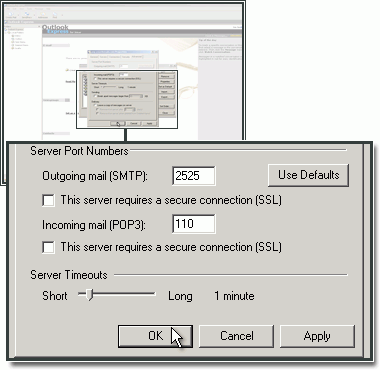 Outlook
Server Port Numbers
Outgoing mail (SMTP): 2525 Use Defaults
This server requires a secure connection (SSL)
Incoming mail (POP3): 110
This server requires a secure connection (SSL)
Server Timeouts
Short Long 1 minute
OK Cancel Apply